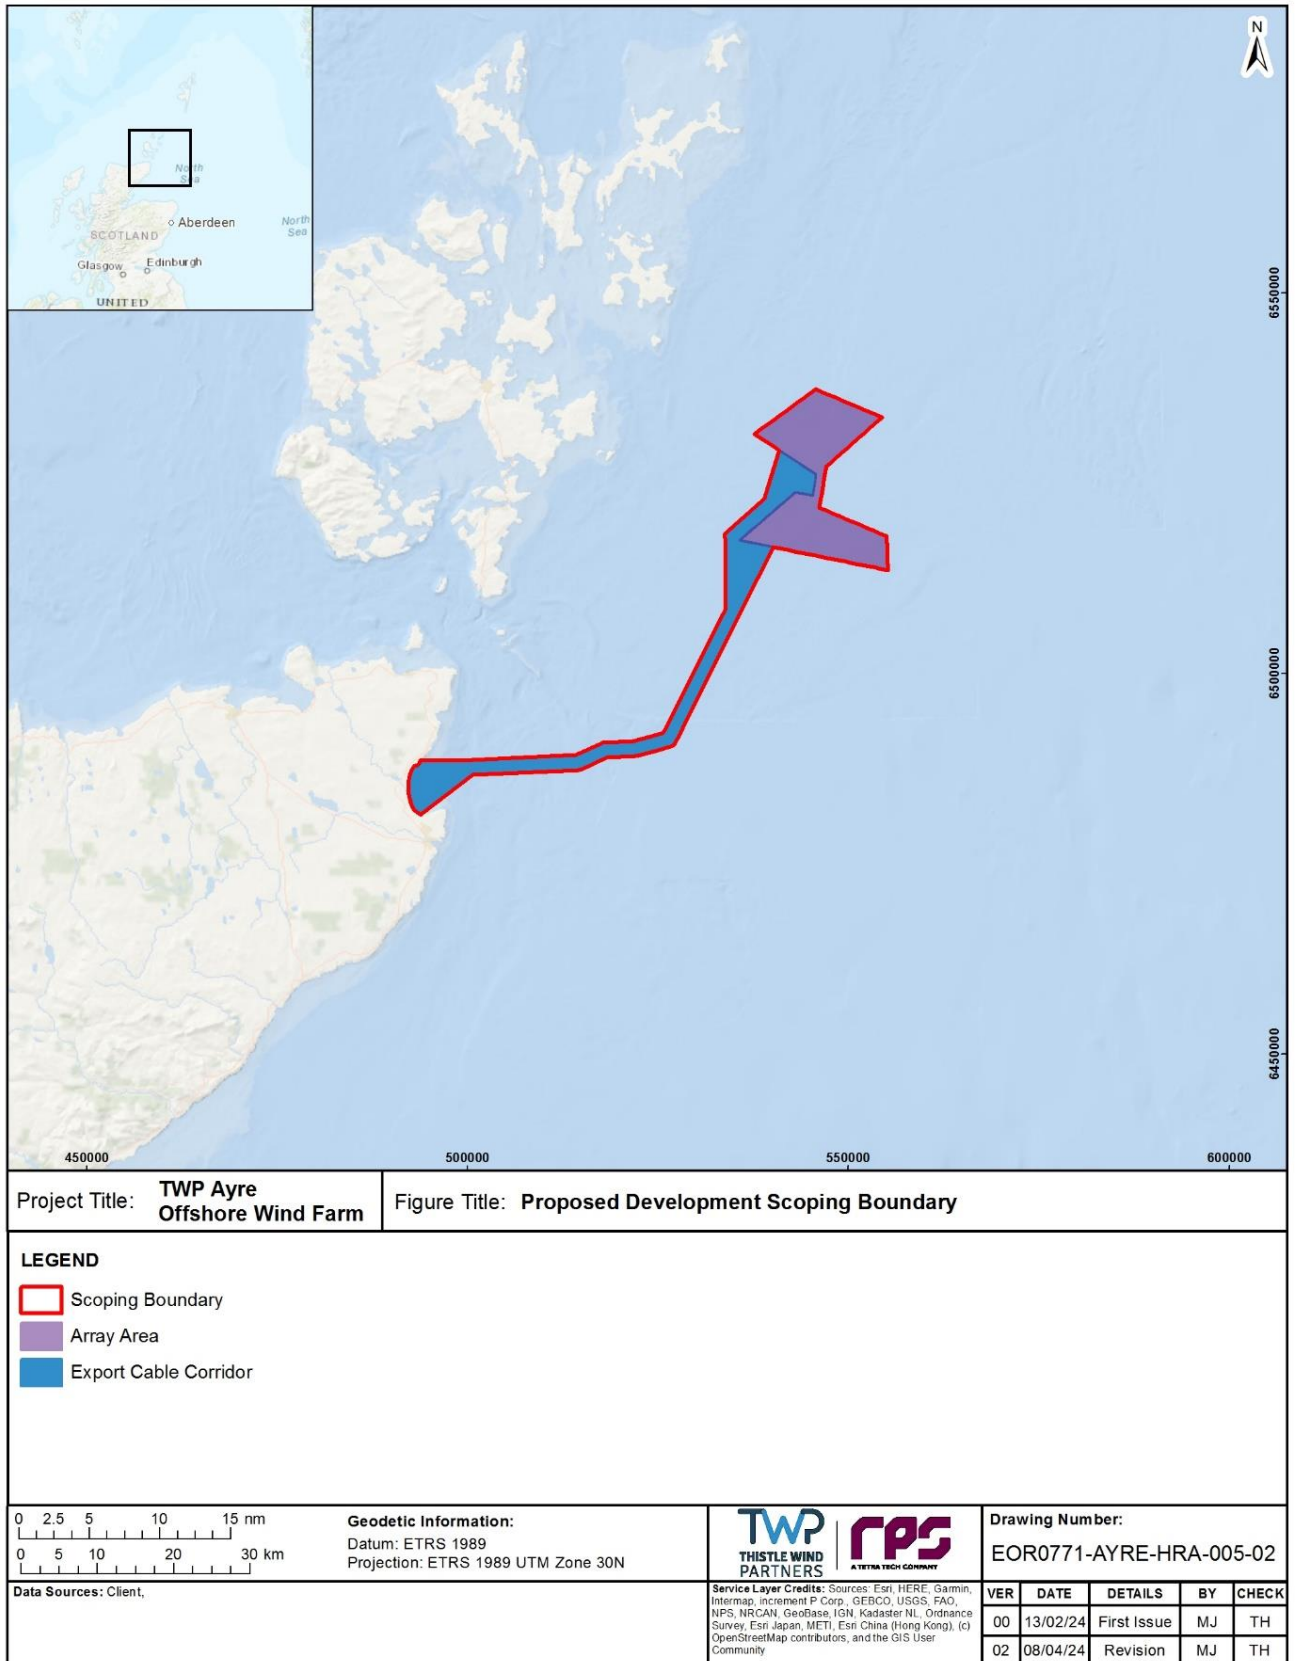 N
North
Sea
Aberdeen
North
Sea
SCOTLAND
Glasgow
Edinburgh
UNITED
6550000
6500000
6450000
450000
500000
550000
600000
Project Title: TWP Ayre
Offshore Wind Farm
Figure Title: Proposed Development Scoping Boundary
LEGEND
Scoping Boundary
Array Area
Export Cable Corridor
0 2.5 5 10 15 nm
0 5 10 20 30 km
Geodetic Information:
Datum: ETRS 1989
Projection: ETRS 1989 UTM Zone 30N
TWP
THISTLE WIND
PARTNERS
rps
A TETRA TECH COMPANY
Drawing Number:
EOR0771-AYRE-HRA-005-02
Data Sources: Client,
Service Layer Credits: Sources: Esri, HERE, Garmin,
Intermap, increment P Corp., GEBCO, USGS, FAO,
NPS, NRCAN, GeoBase, IGN, Kadaster NL, Ordnance
Survey, Esri Japan, METI, Esri China (Hong Kong), (c)
OpenStreetMap contributors, and the GIS User
Community
VER DATE DETAILS BY CHECK
00 13/02/24 First Issue MJ TH
02 08/04/24 Revision MJ TH